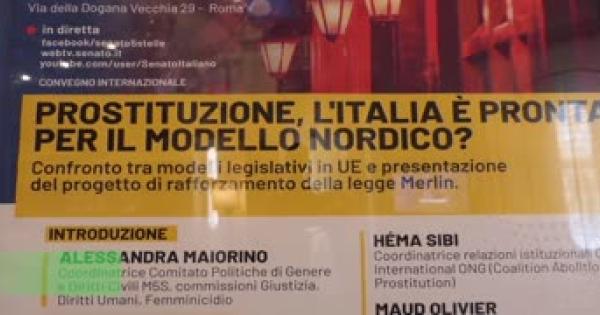 Via della Dogana Vecchia 29 - Roma
in diretta
facebook/senato5stelle
webtv.senato.it
youtube.com/user/SenatoItaliano
CONVEGNO INTERNAZIONALE
PROSTITUZIONE, L'ITALIA È PRONTA
PER IL MODELLO NORDICO?
Confronto tra modelli legislativi in UE e presentazione
del progetto di rafforzamento della legge Merlin.
INTRODUZIONE
ALESSANDRA MAIORINO
Coordinatrice Comitato Politiche di Genere
e Diritti Civili M5S, commissioni Giustizia,
Diritti Umani, Femminicidio
HÉMA SIBI
Coordinatrice relazioni istituzionali
International ONG (Coalition Abolitio
Prostitution)
MAUD OLIVIER